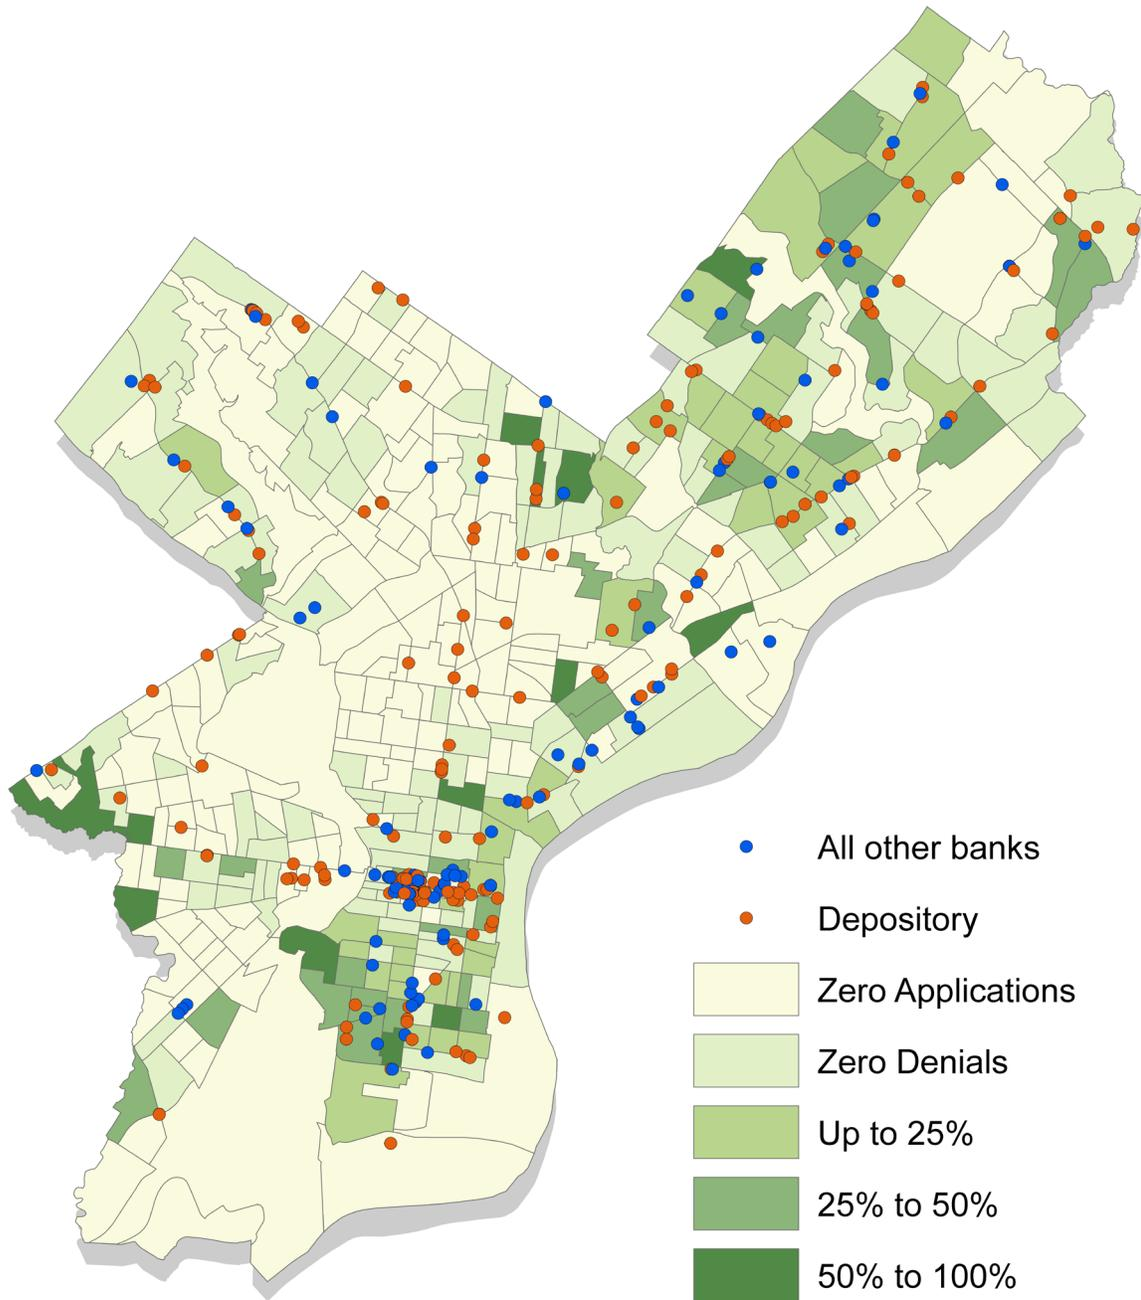 All other banks
Depository
Zero Applications
Zero Denials
Up to 25%
25% to 50%
50% to 100%